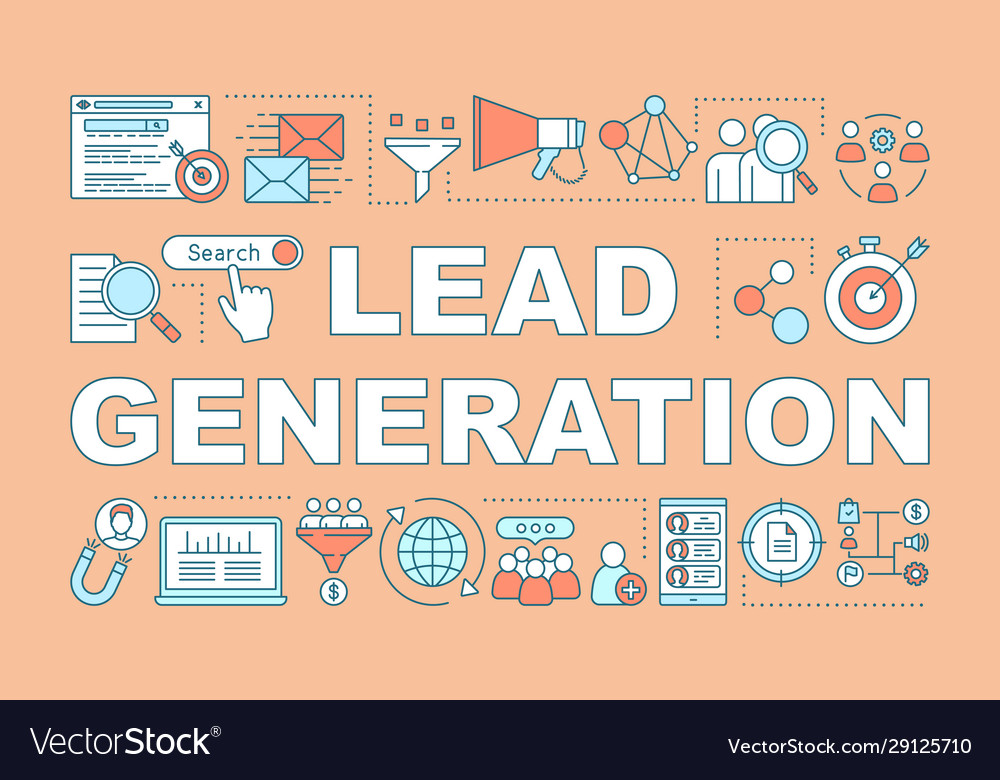 Search
LEAD
GENERATION
$
$
VectorStock®
VectorStock.com/29125710